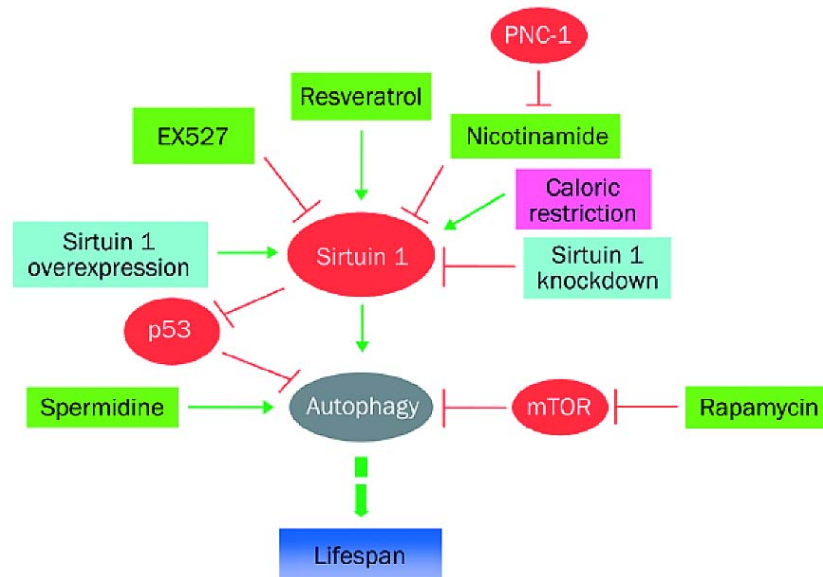 PNC-1
Resveratrol
EX527
Nicotinamide
Caloric
restriction
Sirtuin 1
overexpression
Sirtuin 1
Sirtuin 1
knockdown
p53
Spermidine
Autophagy
mTOR
Rapamycin
Lifespan